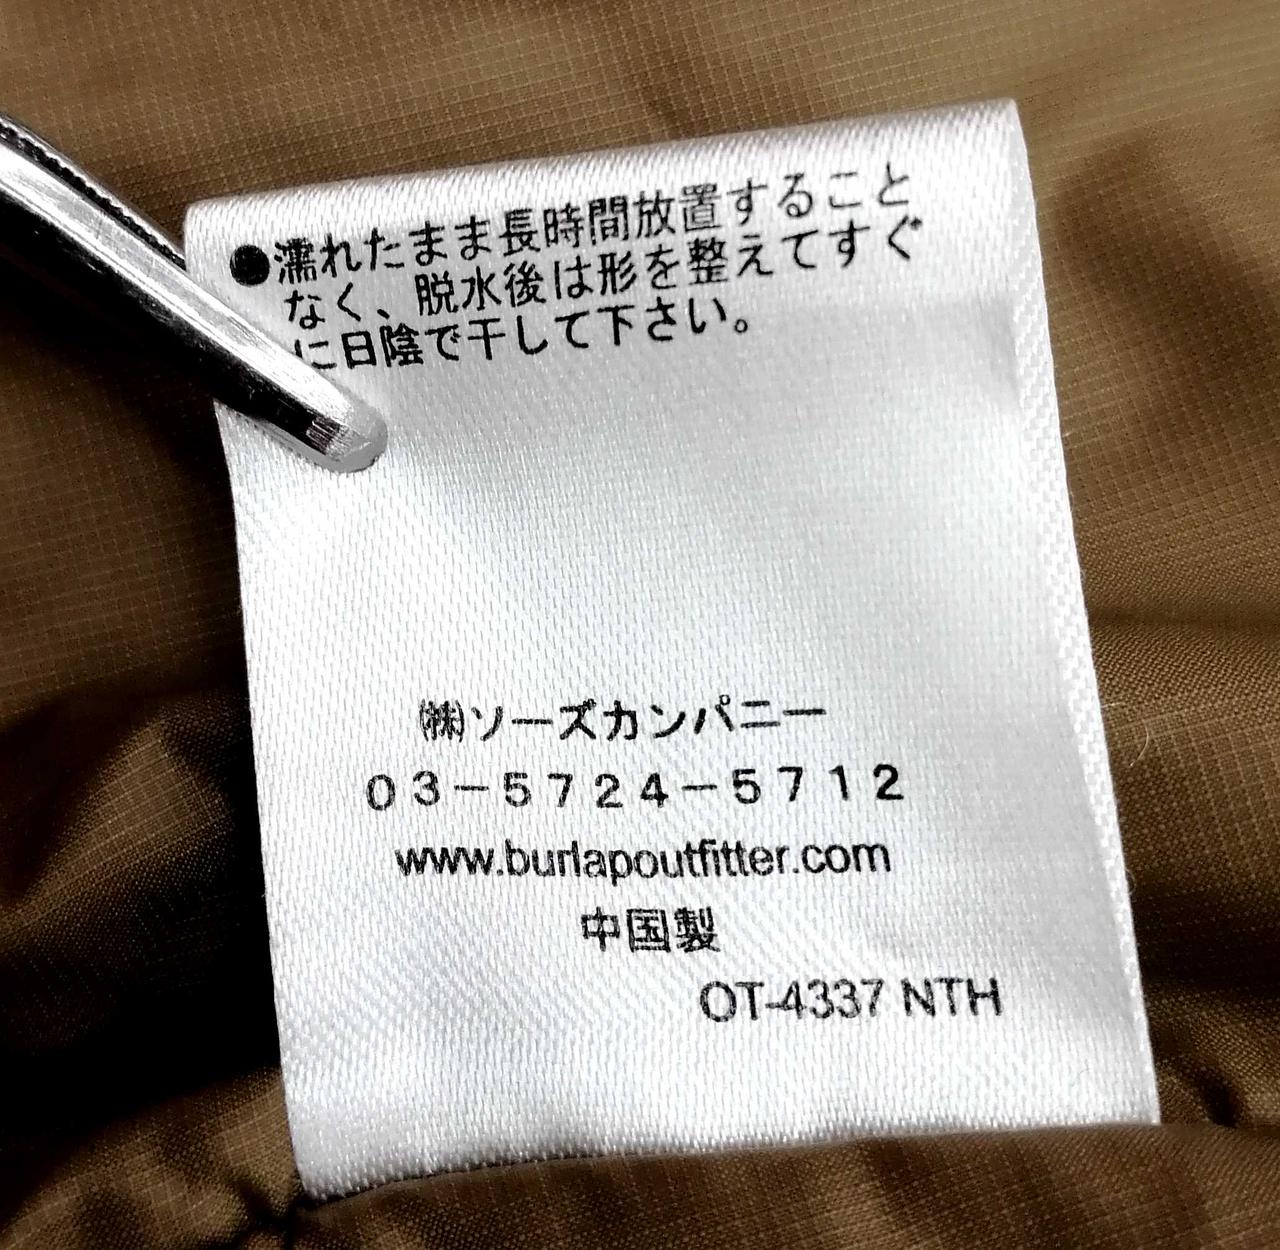 ●濡れたまま長時間放置すること
なく、脱水後は形を整えてすぐ
に日陰で干して下さい。
㈱ソーズカンパニー
03-5724-5712
www.burlapoutfitter.com
中国製
OT-4337 NTH